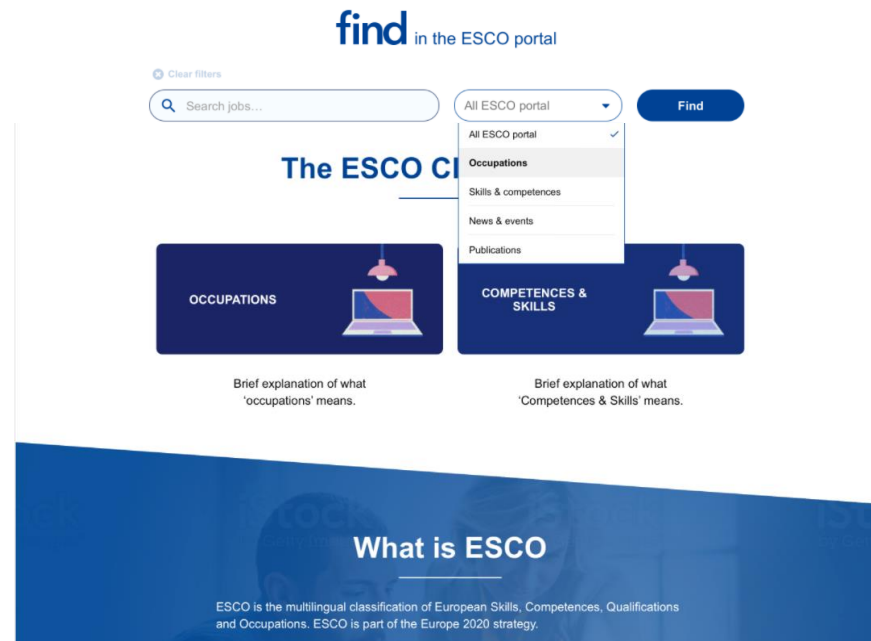 find in the ESCO portal
Clear filters
Search jobs...
All ESCO portal
Find
All ESCO portal
Occupations
Skills & competences
News & events
Publications
The ESCO Cl
OCCUPATIONS
COMPETENCES &
SKILLS
Brief explanation of what
'occupations' means.
Brief explanation of what
'Competences & Skills' means.
What is ESCO
ESCO is the multilingual classification of European Skills, Competences, Qualifications
and Occupations. ESCO is part of the Europe 2020 strategy.